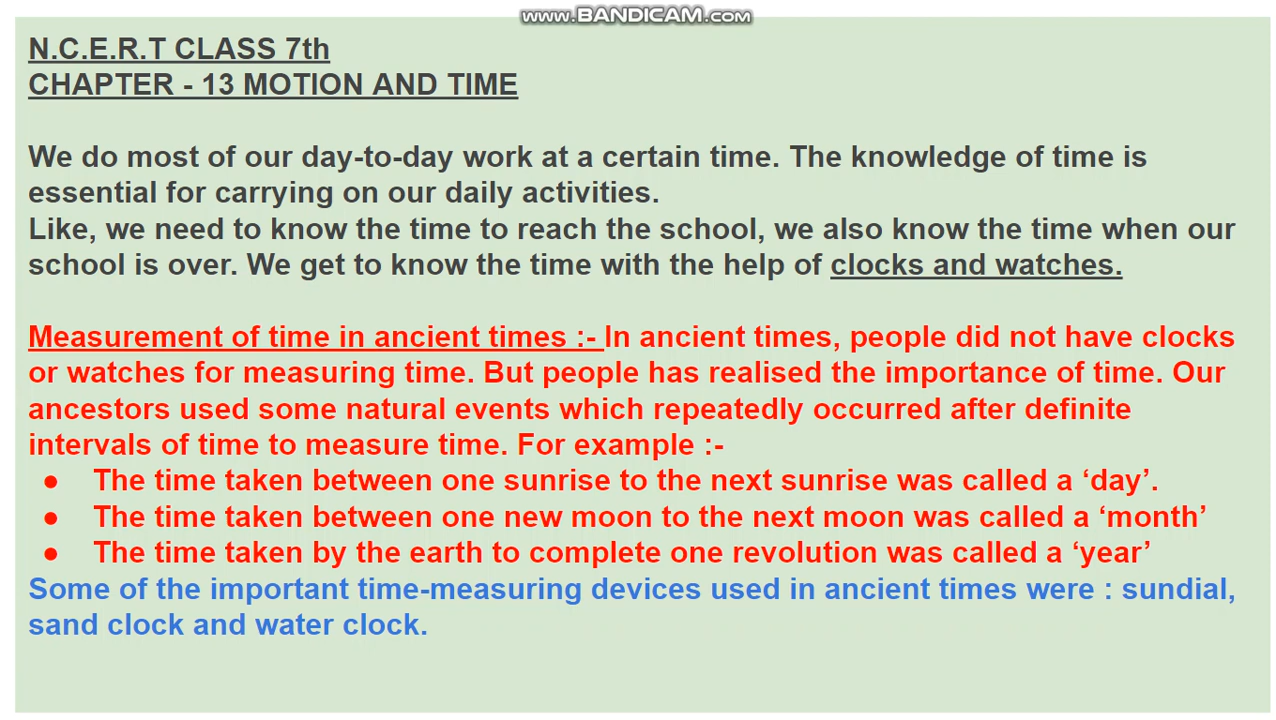 www.BANDICAM.com
N.C.E.R.T CLASS 7th
CHAPTER - 13 MOTION AND TIME
We do most of our day-to-day work at a certain time. The knowledge of time is
essential for carrying on our daily activities.
Like, we need to know the time to reach the school, we also know the time when our
school is over. We get to know the time with the help of clocks and watches.
Measurement of time in ancient times :- In ancient times, people did not have clocks
or watches for measuring time. But people has realised the importance of time. Our
ancestors used some natural events which repeatedly occurred after definite
intervals of time to measure time. For example :-
● The time taken between one sunrise to the next sunrise was called a ‘day’.
● The time taken between one new moon to the next moon was called a ‘month’
● The time taken by the earth to complete one revolution was called a ‘year’
Some of the important time-measuring devices used in ancient times were : sundial,
sand clock and water clock.